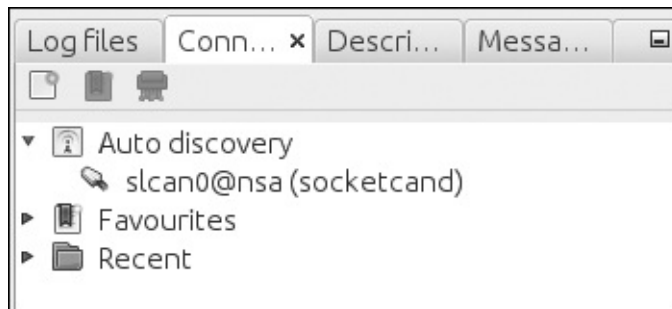 Log files Conn... × Descri... Messa...
Auto discovery
slcan0@nsa (socketcand)
Favourites
Recent